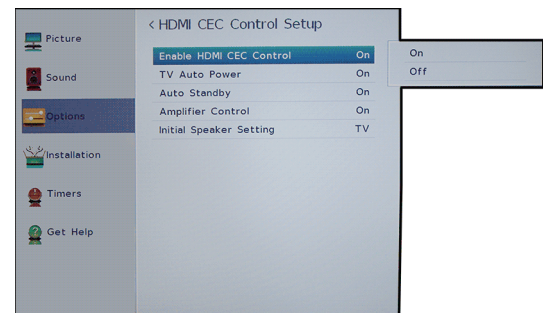 < HDMI CEC Control Setup
Picture
Sound
Options
Installation
Timers
Get Help
Enable HDMI CEC Control On
TV Auto Power On
Auto Standby On
Amplifier Control On
Initial Speaker Setting TV
On
Off